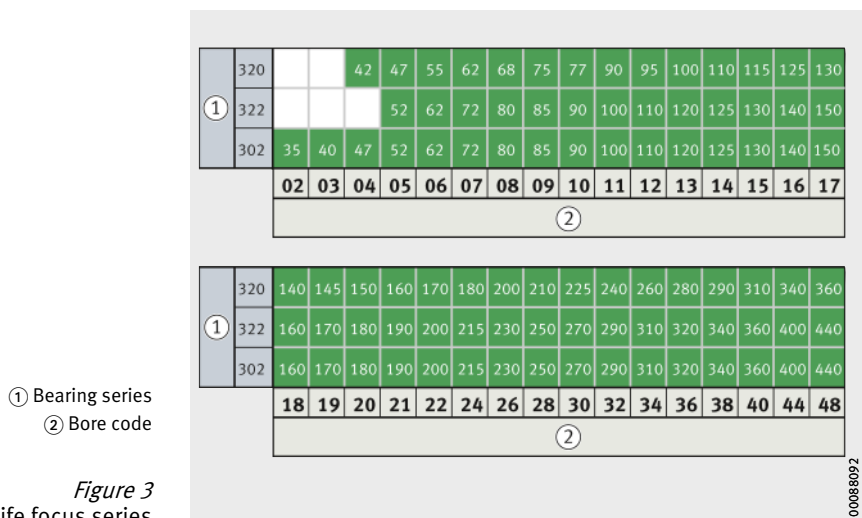 320 42 47 55 62 68 75 77 90 95 100 110 115 125 130
① 322 52 62 72 80 85 90 100 110 120 125 130 140 150
302 35 40 47 52 62 72 80 85 90 100 110 120 125 130 140 150
02 03 04 05 06 07 08 09 10 11 12 13 14 15 16 17
②
320 140 145 150 160 170 180 200 210 225 240 260 280 290 310 340 360
① 322 160 170 180 190 200 215 230 250 270 290 310 320 340 360 400 440
302 160 170 180 190 200 215 230 250 270 290 310 320 340 360 400 440
18 19 20 21 22 24 26 28 30 32 34 36 38 40 44 48
②
① Bearing series
② Bore code
Figure 3
focus series
00088092